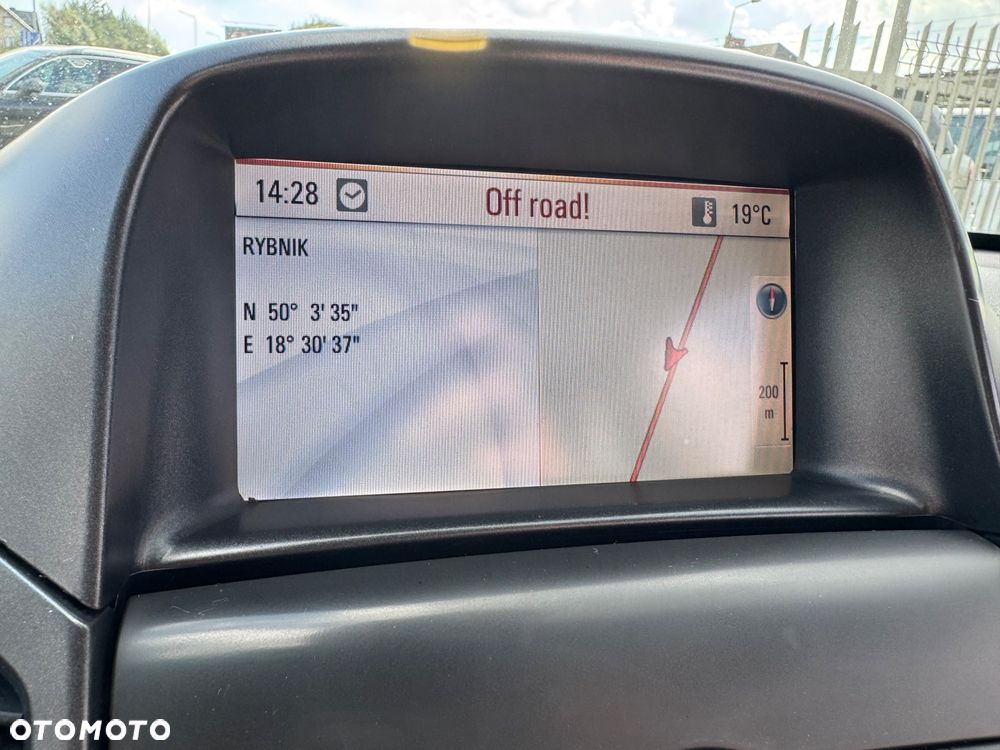 14:28 Off road! 19°C
RYBNIK
N 50° 3' 35"
E 18° 30' 37"
200
m
OTOMOTO